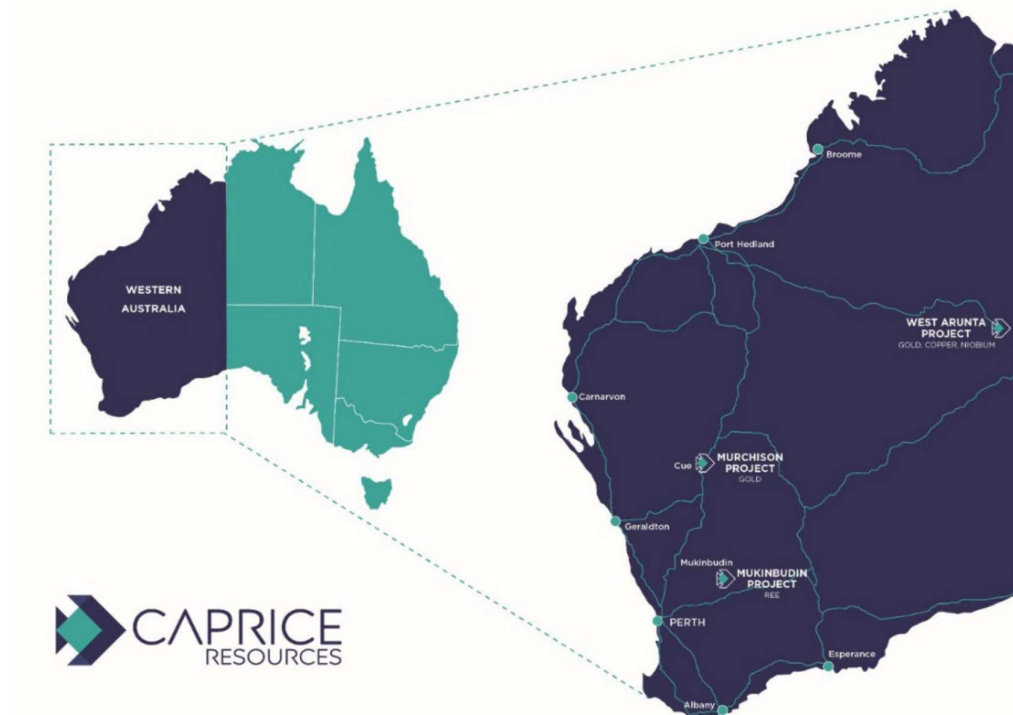 WESTERN
AUSTRALIA
CAPRICE
RESOURCES
Broome
Port Hedland
WEST ARUNTA
PROJECT
GOLD, COPPER, NIOBIUM
Carnarvon
Cue
MURCHISON
PROJECT
GOLD
Geraldton
Mukinbudin
MUKINBUDIN
PROJECT
REE
PERTH
Esperance
Albany